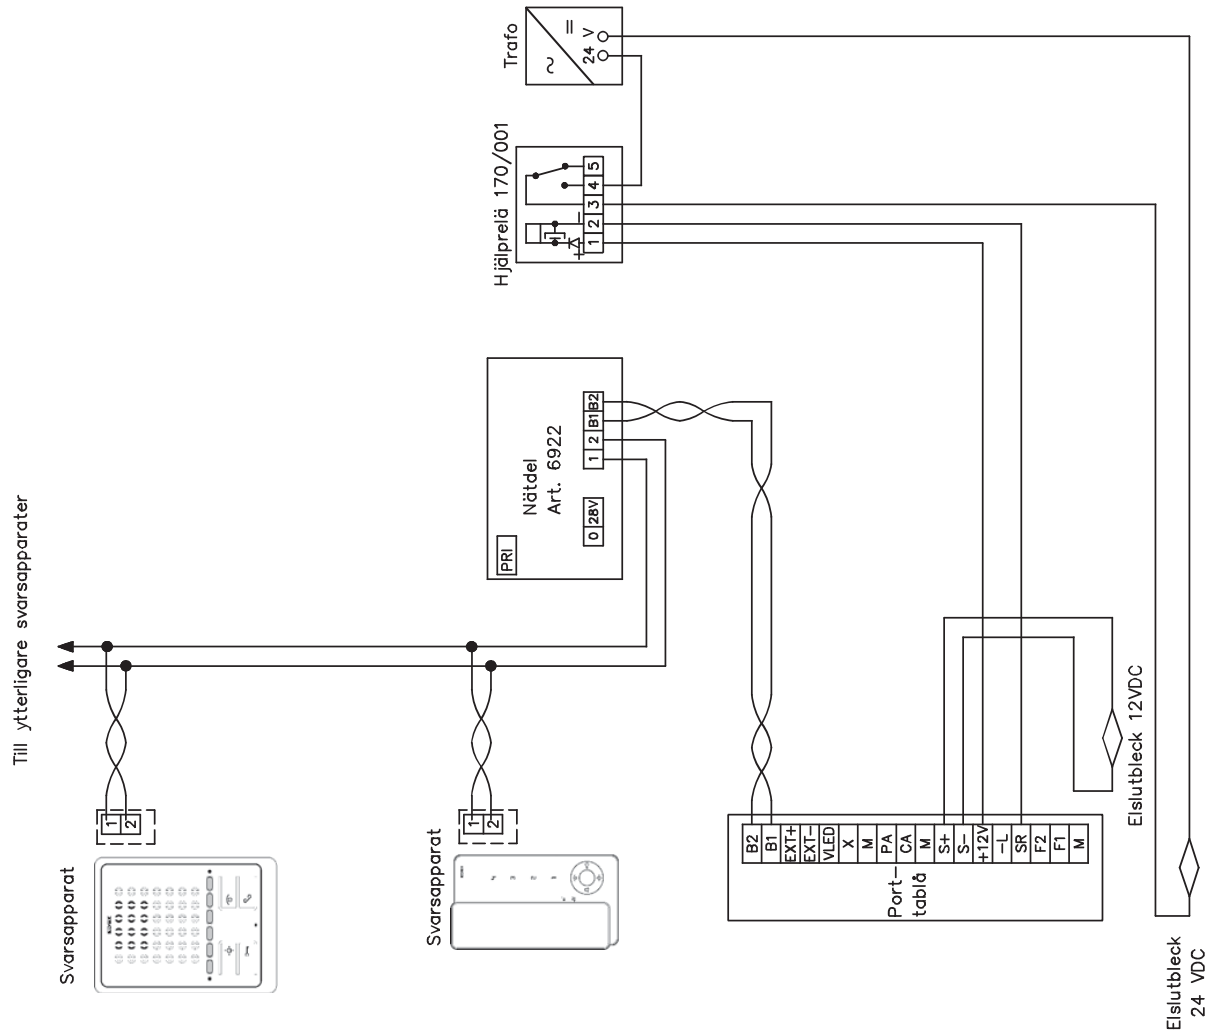 Till ytterligare svarsapparater
Svarsapparat
1
2
Svarsapparat
1
2
Trafo
~
=
24 V
Hjälprelä 170/001
+
-
1
2
3
4
5
PRI
Nätdel
Art. 6922
0
28V
1
2
B1
B2
Port-
tablå
B2
B1
EXT+
EXT-
VLED
X
M
PA
CA
M
S+
S-
+12V
-L
SR
F2
F1
M
Elslutbleck 12VDC
Elslutbleck
24 VDC